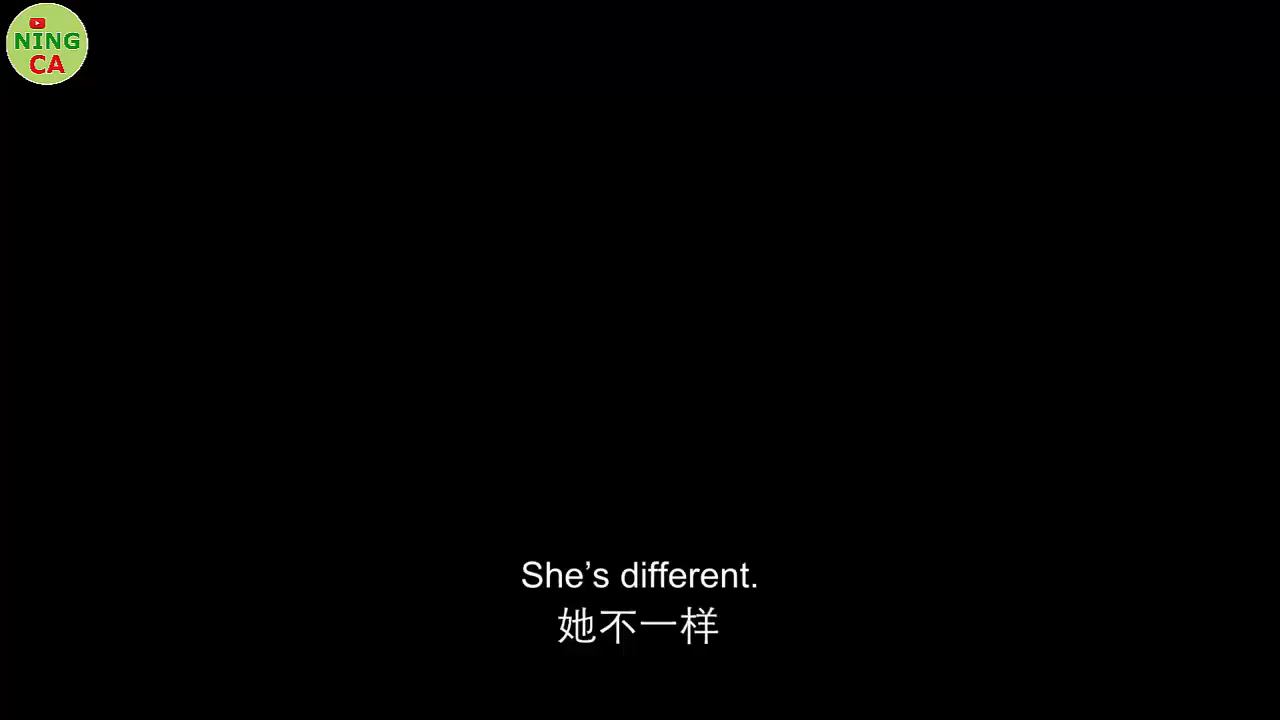 NING
CA
She’s different.
她不一样